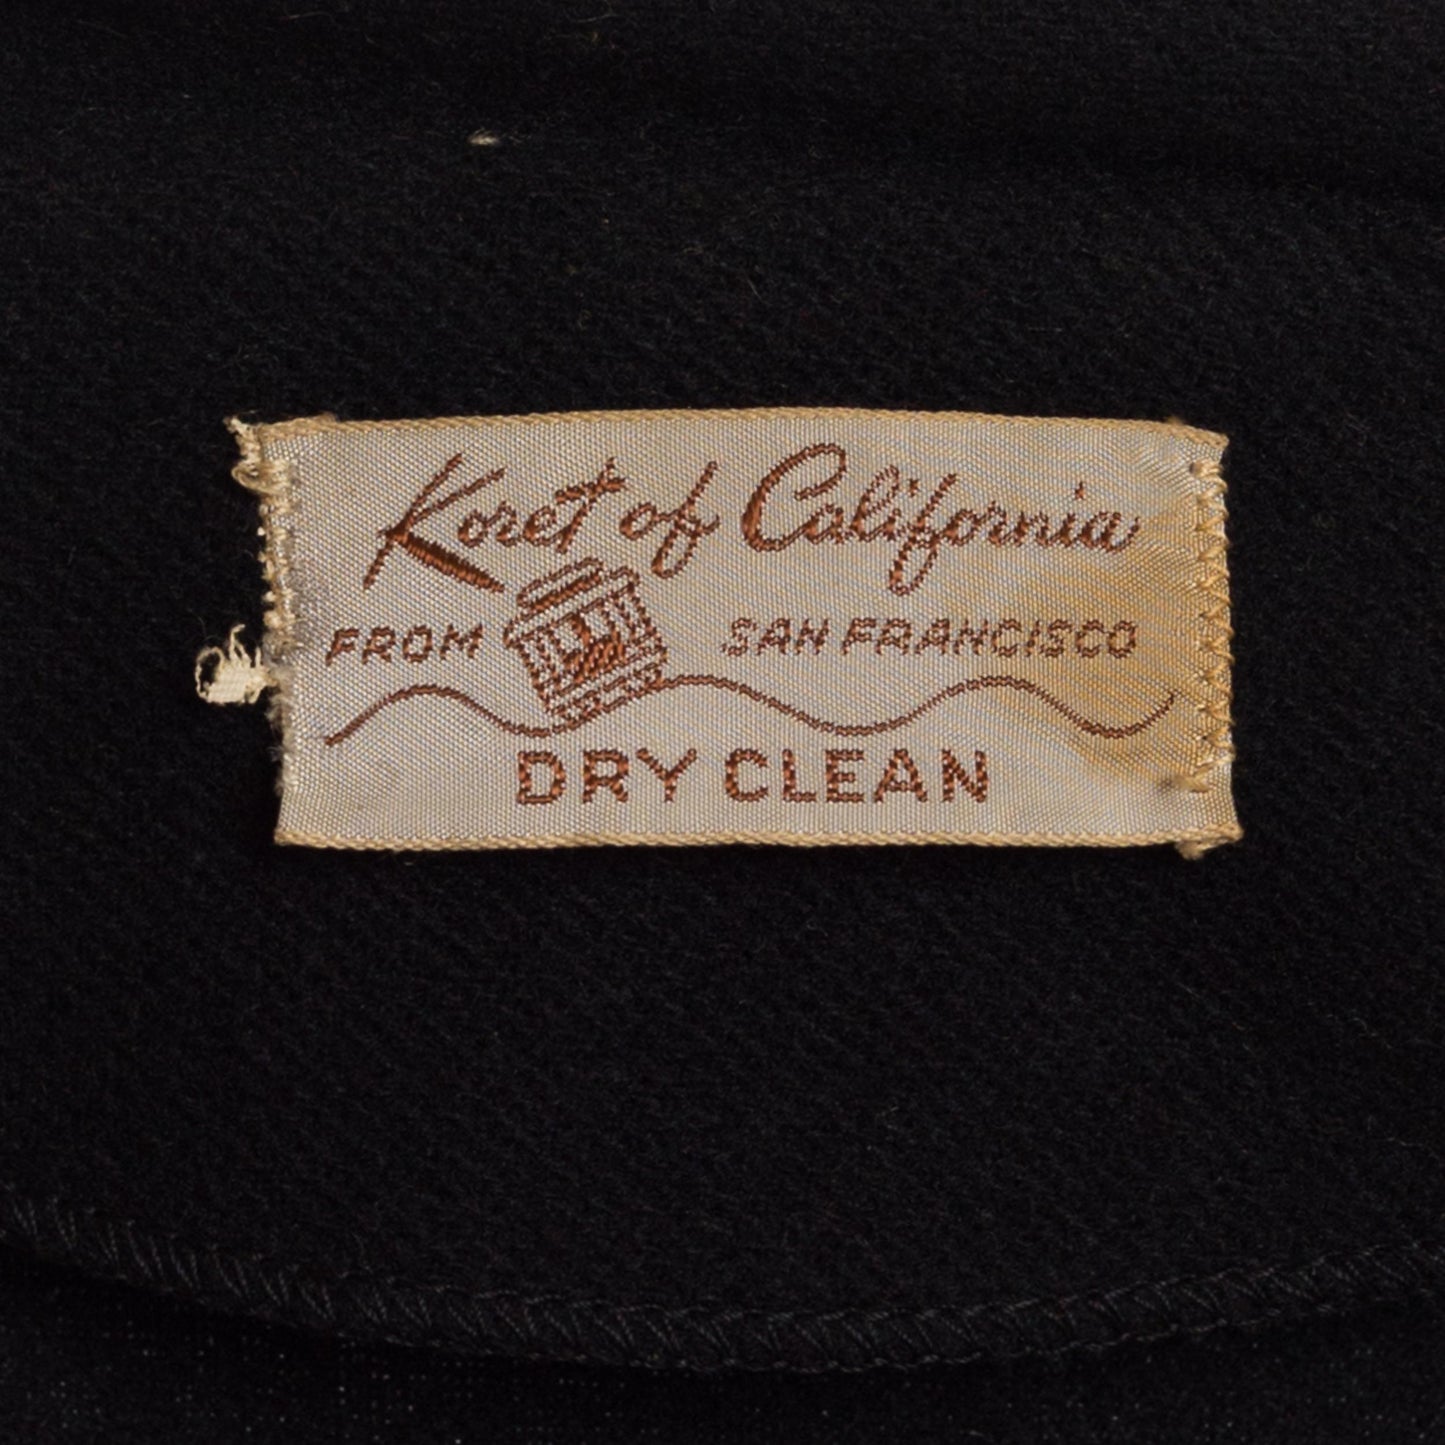 Koret of California
FROM SAN FRANCISCO
DRY CLEAN